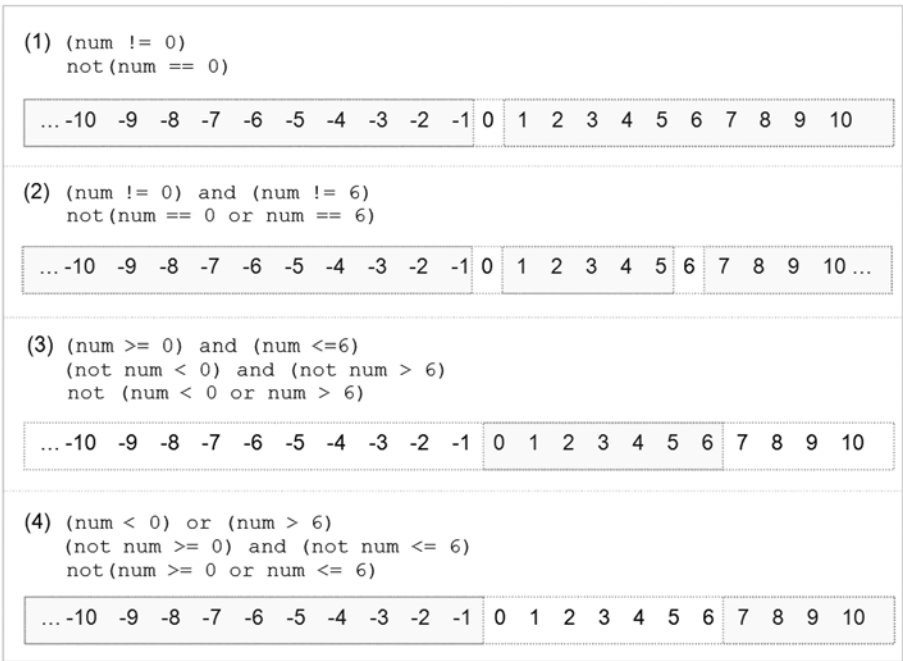 (1) (num != 0)
not(num == 0)
... -10 -9 -8 -7 -6 -5 -4 -3 -2 -1 0 1 2 3 4 5 6 7 8 9 10
(2) (num != 0) and (num != 6)
not(num == 0 or num == 6)
... -10 -9 -8 -7 -6 -5 -4 -3 -2 -1 0 1 2 3 4 5 6 7 8 9 10 ...
(3) (num >= 0) and (num <=6)
(not num < 0) and (not num > 6)
not (num < 0 or num > 6)
... -10 -9 -8 -7 -6 -5 -4 -3 -2 -1 0 1 2 3 4 5 6 7 8 9 10
(4) (num < 0) or (num > 6)
(not num >= 0) and (not num <= 6)
not(num >= 0 or num <= 6)
... -10 -9 -8 -7 -6 -5 -4 -3 -2 -1 0 1 2 3 4 5 6 7 8 9 10